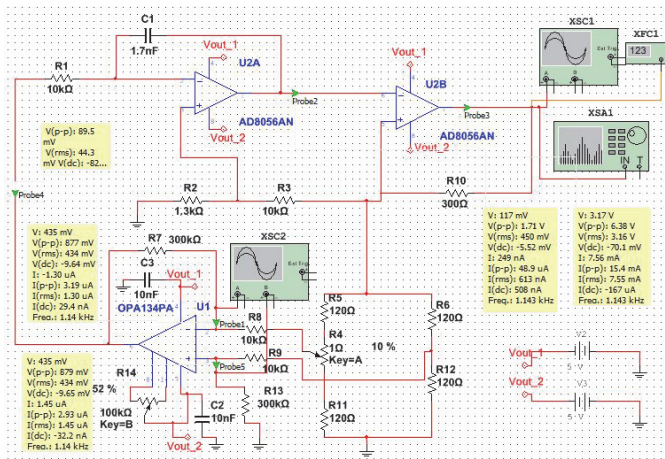 XSC1
XFC1
Ext Trig
123
A
B
C1
1.7nF
R1
10kΩ
Vout_1
U2A
AD8056AN
Vout_2
Probe2
Vout_1
U2B
AD8056AN
Vout_2
Probe3
XSA1
IN T
V(p-p): 89.5
mV
V(rms): 44.3
mV V(dc): -82...
Probe4
R2
1.3kΩ
R3
10kΩ
R10
300Ω
V: 435 mV
V(p-p): 877 mV
V(rms): 434 mV
V(dc): -9.64 mV
I: -1.30 uA
I(p-p): 3.19 uA
I(rms): 1.30 uA
I(dc): 29.4 nA
Freq.: 1.14 kHz
R7
300kΩ
C3
10nF
Vout_1
OPA134PA
U1
XSC2
Ext Trig
A
B
Probe1
R8
10kΩ
Probe5
R9
10kΩ
R5
120Ω
R4
1Ω
Key=A
10 %
R11
120Ω
R6
120Ω
R12
120Ω
V: 117 mV
V(p-p): 1.71 V
V(rms): 450 mV
V(dc): -5.52 mV
I: 249 nA
I(p-p): 48.9 uA
I(rms): 613 nA
I(dc): 508 nA
Freq.: 1.143 kHz
V: 3.17 V
V(p-p): 6.38 V
V(rms): 3.16 V
V(dc): -70.1 mV
I: 7.56 mA
I(p-p): 15.4 mA
I(rms): 7.55 mA
I(dc): -167 uA
Freq.: 1.143 kHz
V: 435 mV
V(p-p): 879 mV
V(rms): 434 mV
V(dc): -9.65 mV
I: 1.45 uA
I(p-p): 2.93 uA
I(rms): 1.45 uA
I(dc): -32.2 nA
Freq.: 1.14 kHz
R14
52 %
100kΩ
Key=B
C2
10nF
Vout_2
R13
300kΩ
Vout_1
V2
5 V
Vout_2
V3
5 V